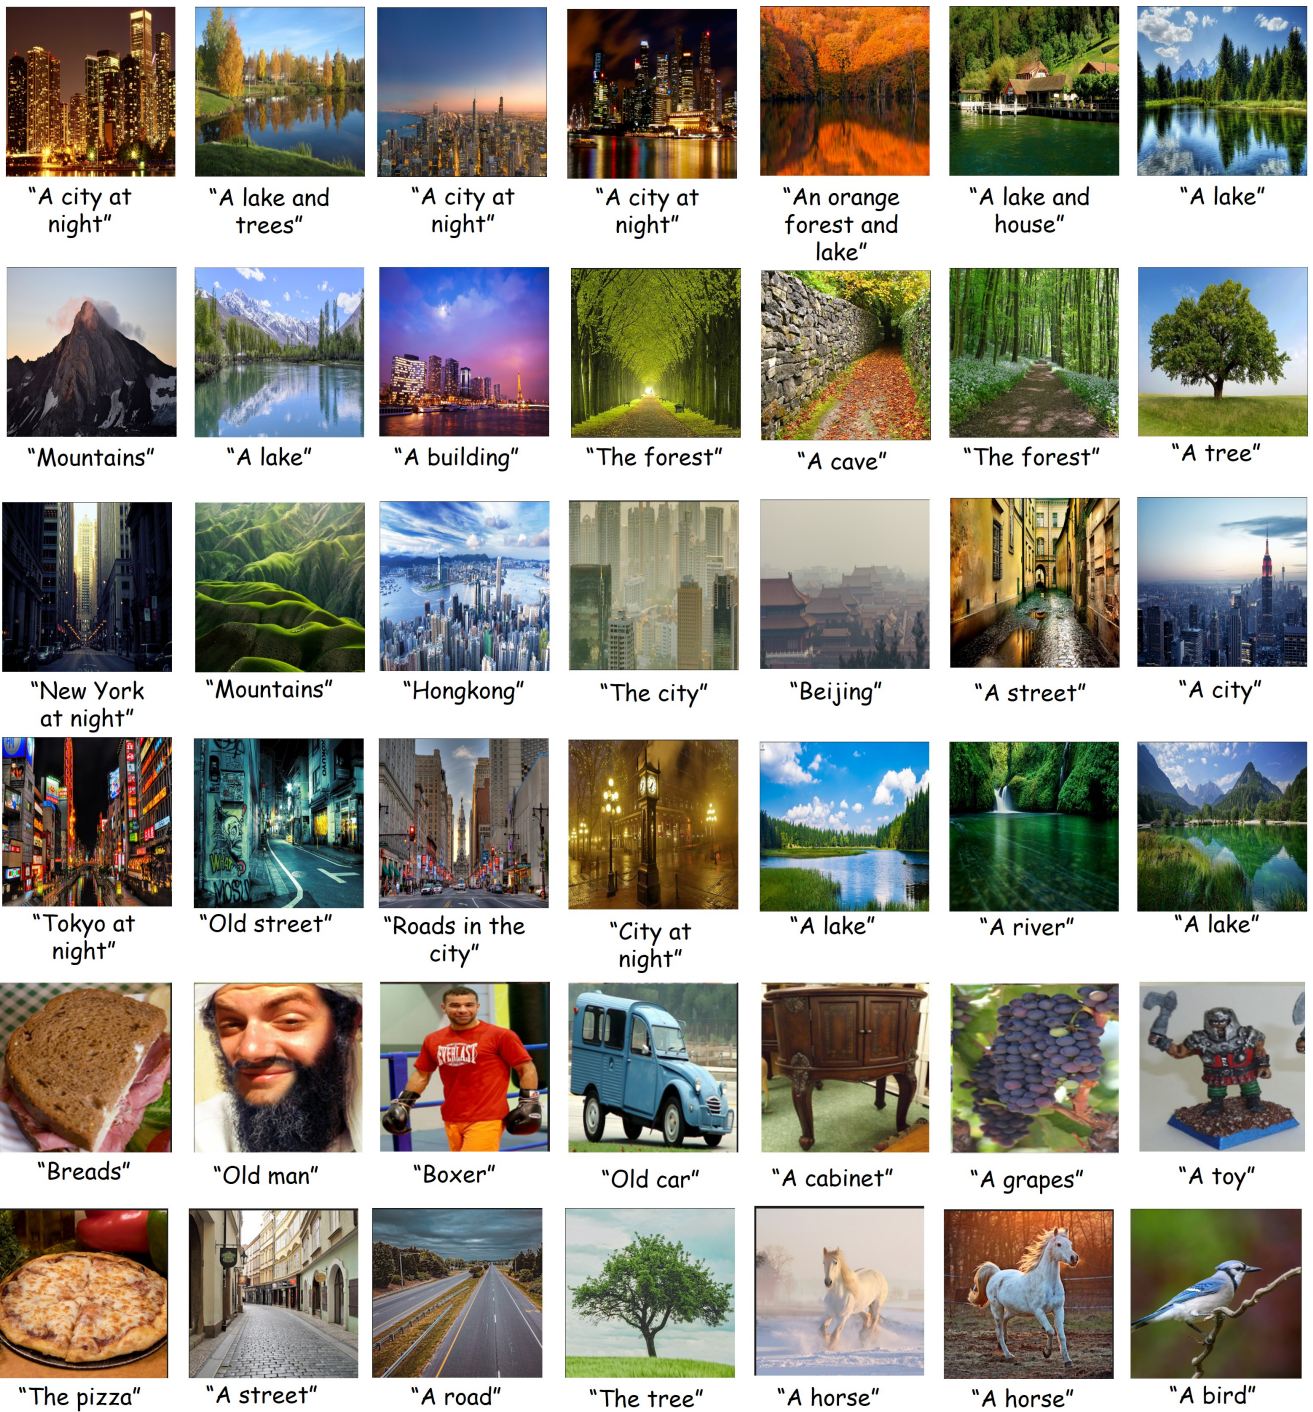 “A city at
night”
“A lake and
trees”
“A city at
night”
“A city at
night”
“An orange
forest and
lake”
“A lake and
house”
“A lake”
“Mountains”
“A lake”
“A building”
“The forest”
“A cave”
“The forest”
“A tree”
“New York
at night”
“Mountains”
“Hongkong”
“The city”
“Beijing”
“A street”
“A city”
“Tokyo at
night”
“Old street”
“Roads in the
city”
“City at
night”
“A lake”
“A river”
“A lake”
EVERLAST
“Breads”
“Old man”
“Boxer”
“Old car”
“A cabinet”
“A grapes”
“A toy”
“The pizza”
“A street”
“A road”
“The tree”
“A horse”
“A horse”
“A bird”